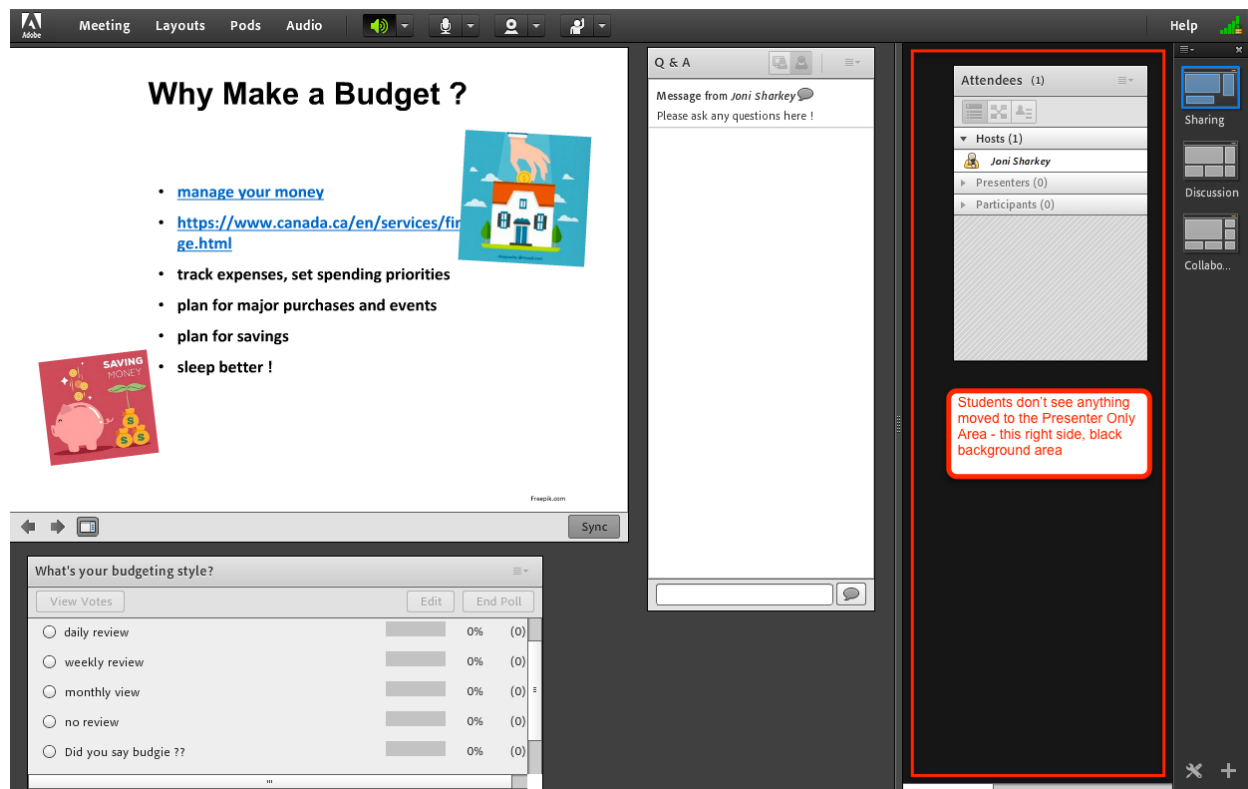 Adobe
Meeting Layouts Pods Audio Help
Why Make a Budget ?
• manage your money
• https://www.canada.ca/en/services/fin
ge.html
• track expenses, set spending priorities
• plan for major purchases and events
• plan for savings
• sleep better !
SAVING
MONEY
Freepik.com
Sync
What's your budgeting style?
View Votes Edit End Poll
daily review 0% (0)
weekly review 0% (0)
monthly view 0% (0)
no review 0% (0)
Did you say budgie ?? 0% (0)
Q & A
Message from Joni Sharkey
Please ask any questions here !
Attendees (1)
Hosts (1)
Joni Sharkey
Presenters (0)
Participants (0)
Students don't see anything
moved to the Presenter Only
Area - this right side, black
background area
Sharing
Discussion
Collabo...